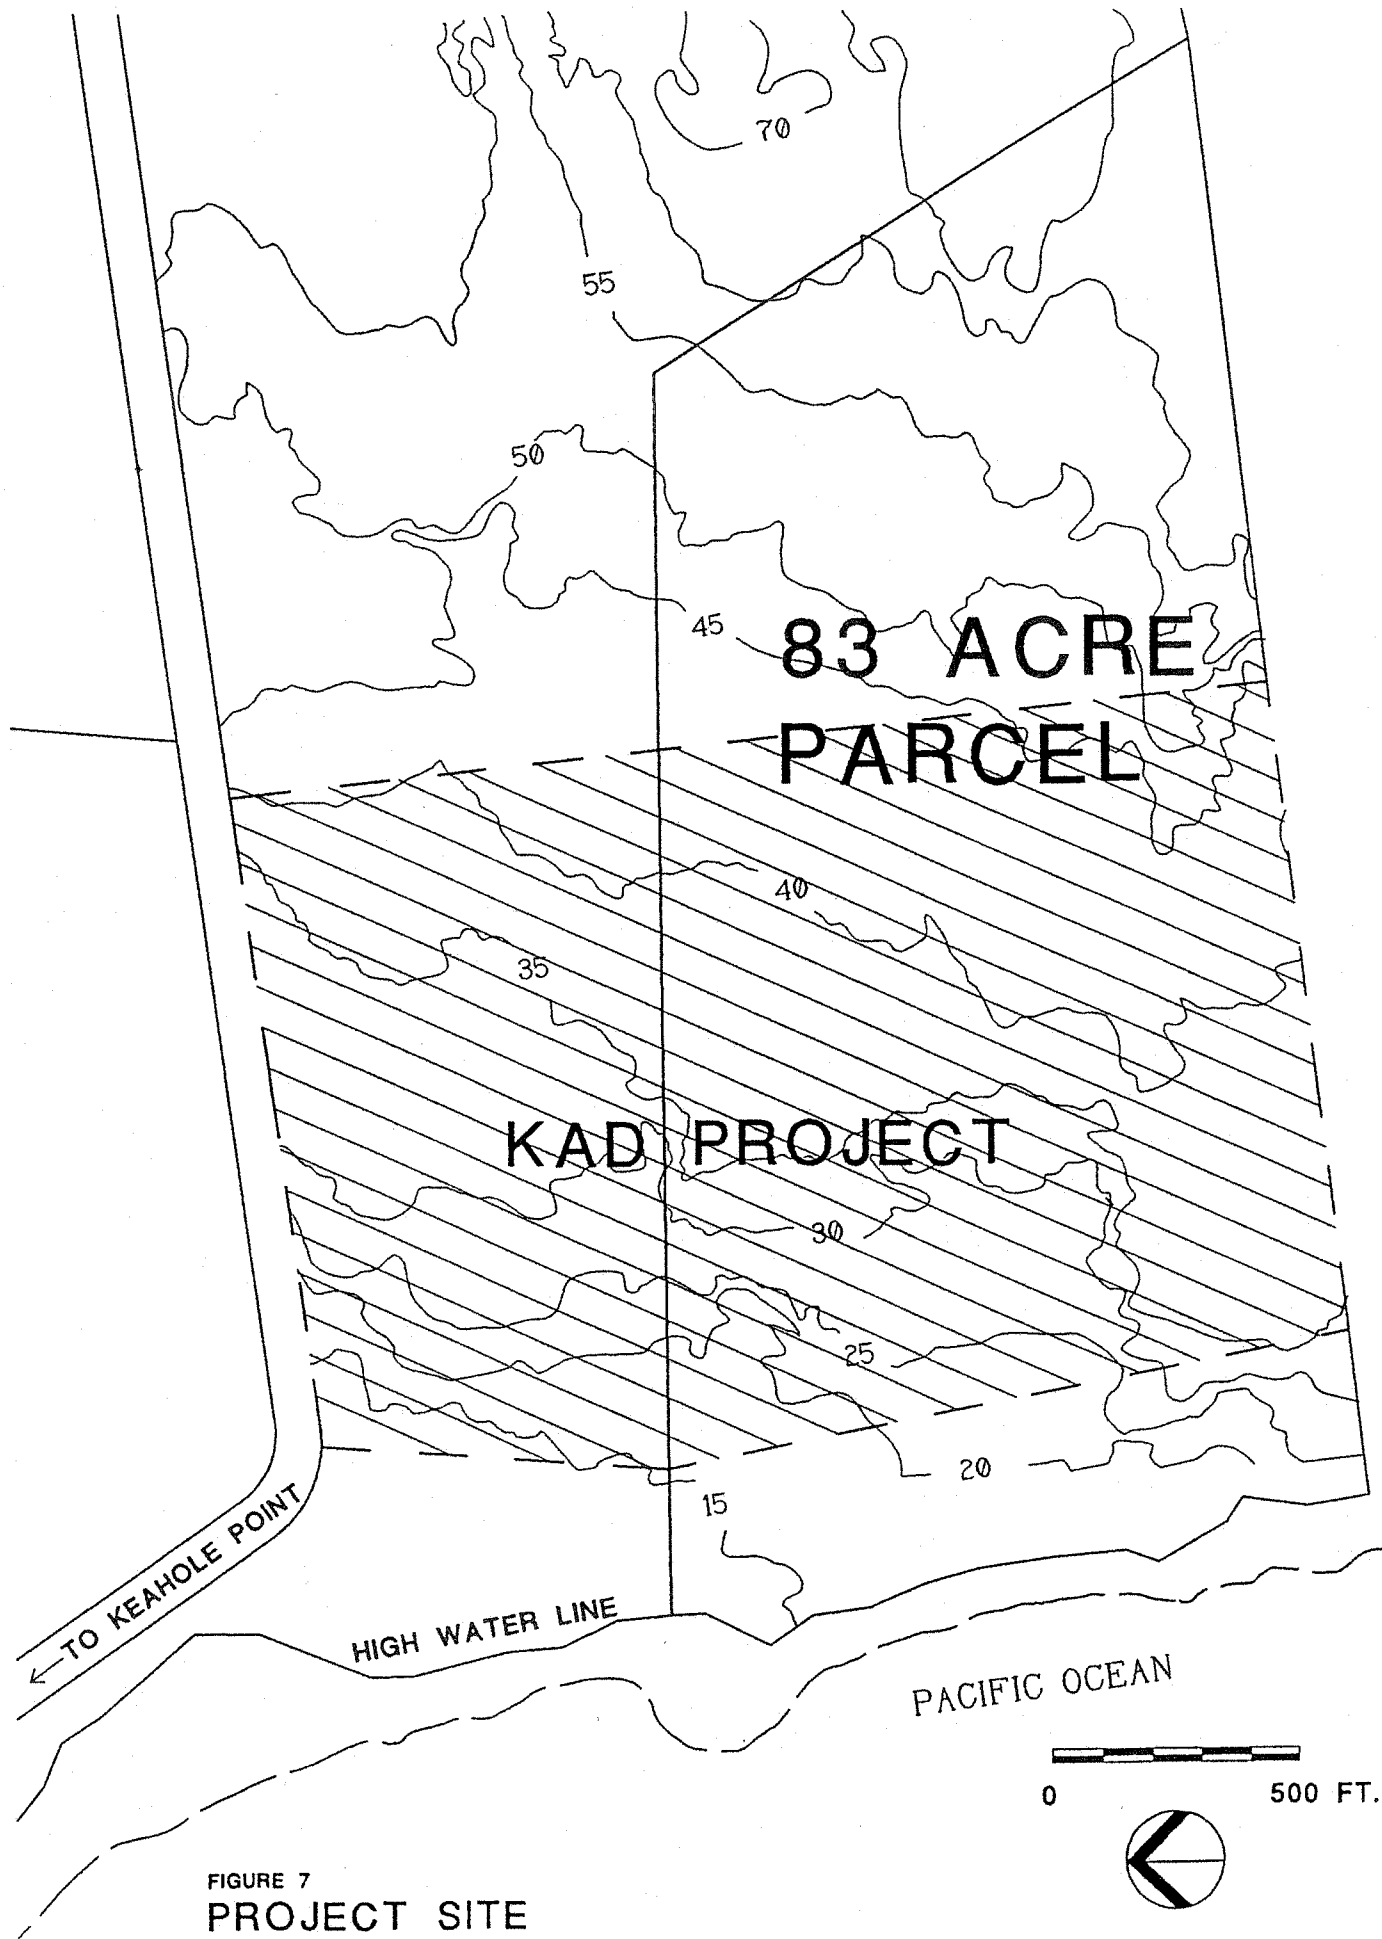 70
55
50
45
83 ACRE
PARCEL
40
35
KAD PROJECT
30
25
20
15
← TO KEAHOLE POINT
HIGH WATER LINE
PACIFIC OCEAN
0 500 FT.
FIGURE 7
PROJECT SITE